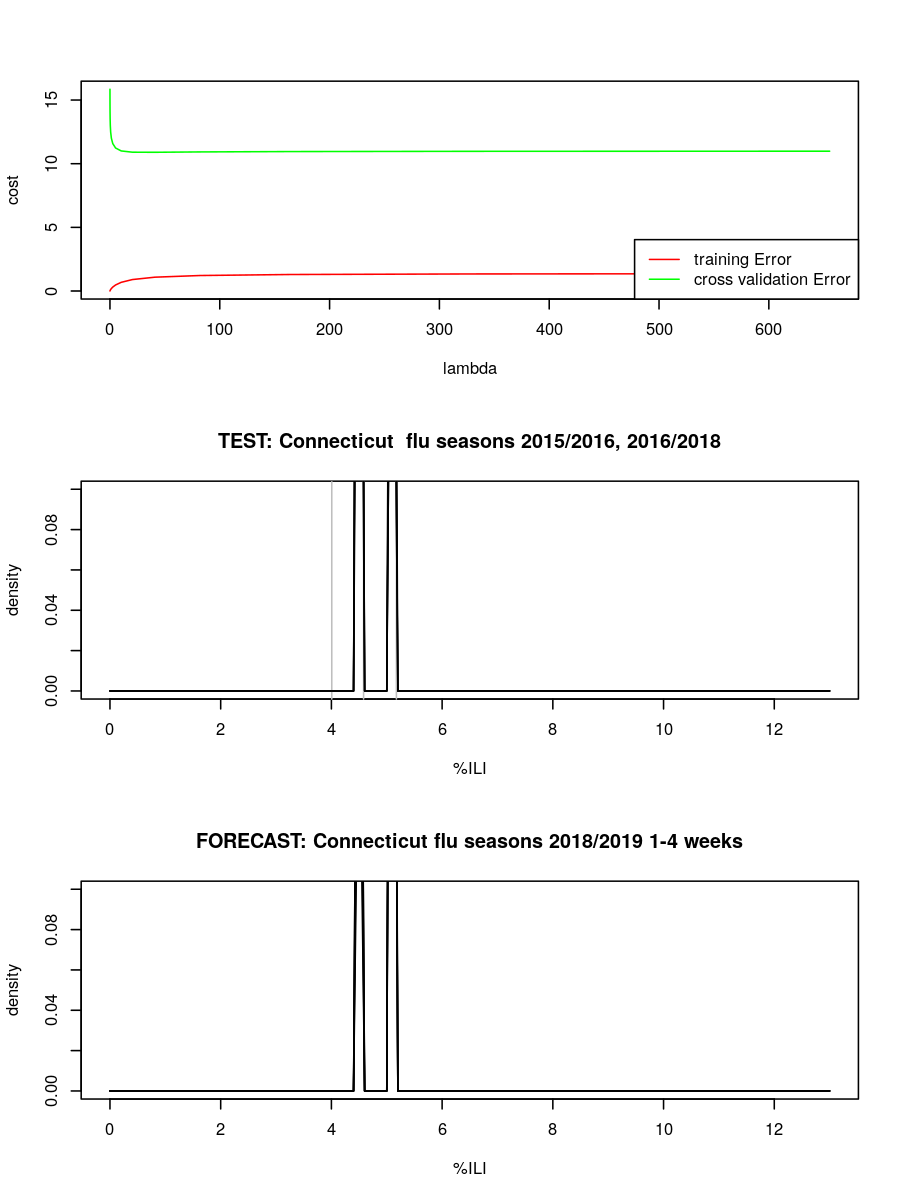 15
10
5
0
cost
training Error
cross validation Error
0 100 200 300 400 500 600
lambda
TEST: Connecticut  flu seasons 2015/2016, 2016/2018
0.08
0.04
0.00
density
0 2 4 6 8 10 12
%ILI
FORECAST: Connecticut flu seasons 2018/2019 1-4 weeks
0.08
0.04
0.00
density
0 2 4 6 8 10 12
%ILI